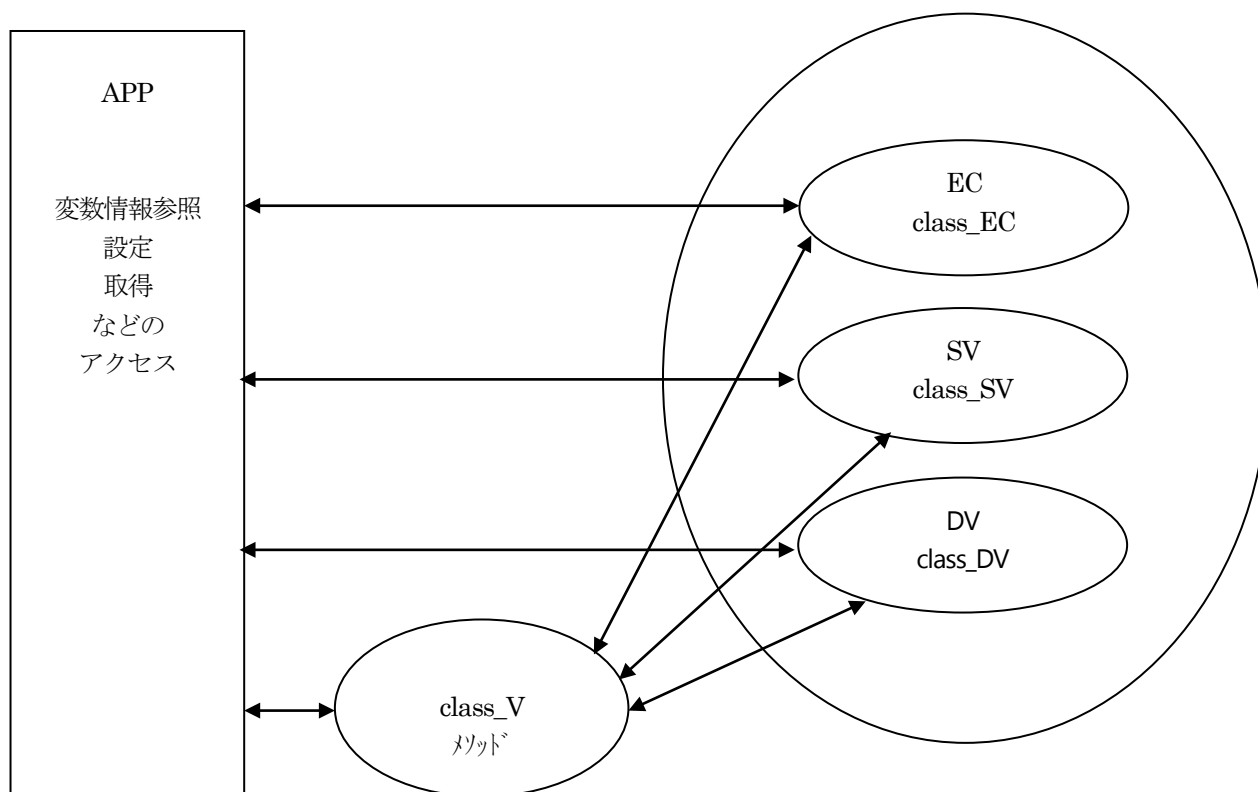 APP
変数情報参照
設定
取得
などの
アクセス
EC
class_EC
SV
class_SV
DV
class_DV
class_V
ﾒｿｯﾄﾞ